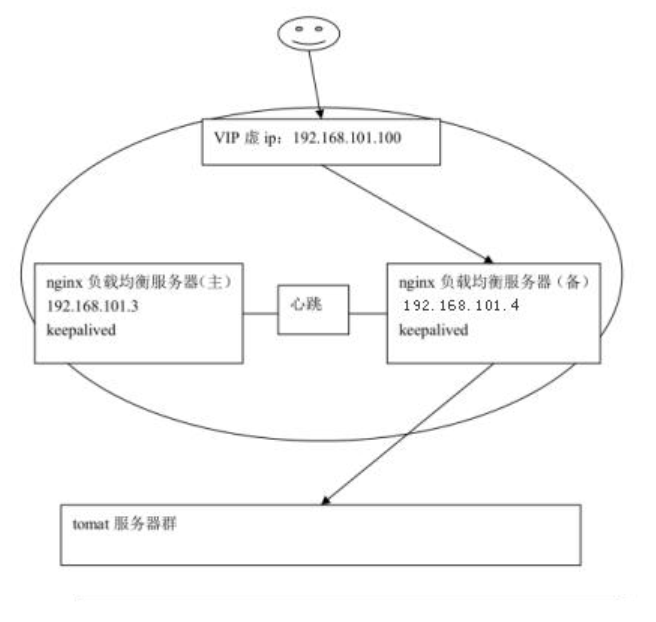 VIP 虚 ip：192.168.101.100
nginx 负载均衡服务器（主）
192.168.101.3
keepalived
心跳
nginx 负载均衡服务器（备）
192.168.101.4
keepalived
tomat 服务器群